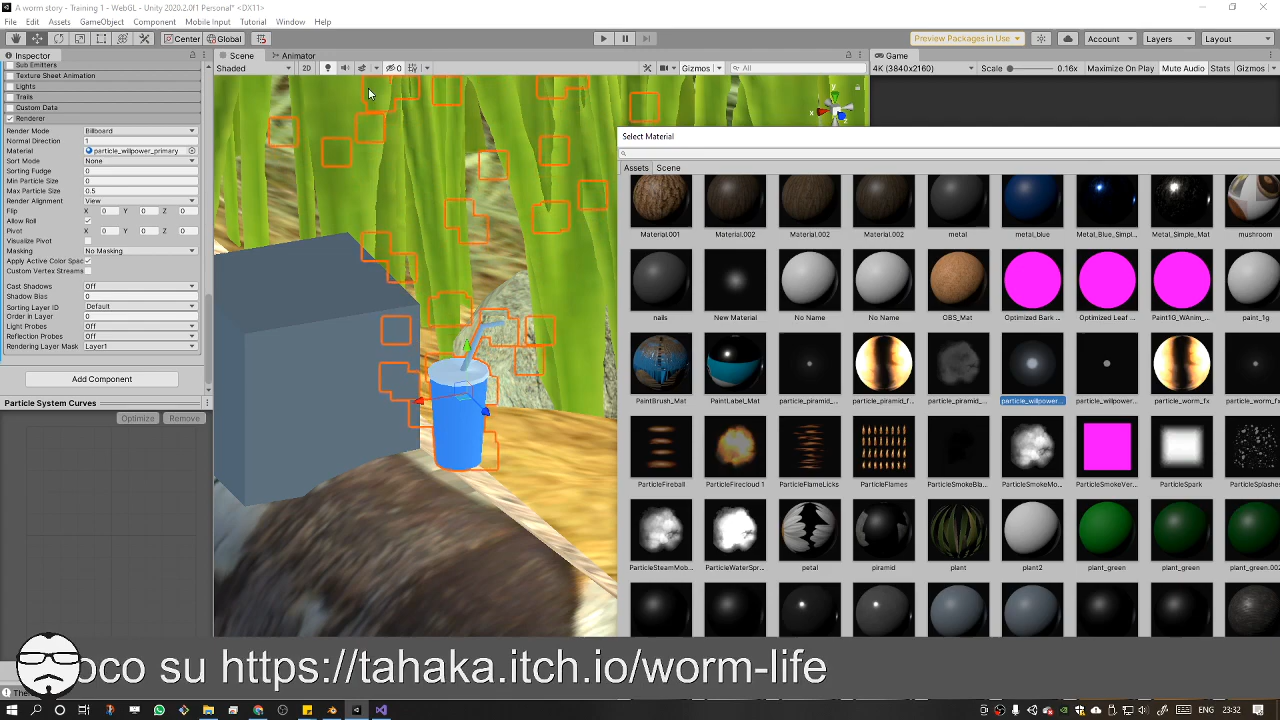 A worm story - Training 1 - WebGL - Unity 2020.2.0f1 Personal* <DX11>
File Edit Assets GameObject Component Mobile Input Tutorial Window Help
Center Global Preview Packages in Use Account Layers Layout
Inspector Scene Animator Game
Shaded 2D 0 Gizmos All 4K (3840x2160) Scale 0.16x Maximize On Play Mute Audio Stats Gizmos
Sub Emitters
Texture Sheet Animation
Lights
Trails
Custom Data
Renderer
Render Mode Billboard
Normal Direction 1
Material particle_willpower_primary
Sort Mode None
Sorting Fudge 0
Min Particle Size 0
Max Particle Size 0.5
Render Alignment View
Flip X 0 Y 0 Z 0
Allow Roll
Pivot X 0 Y 0 Z 0
Visualize Pivot
Masking No Masking
Apply Active Color Spac
Custom Vertex Streams
Cast Shadows Off
Shadow Bias 0
Sorting Layer ID Default
Order in Layer 0
Light Probes Off
Reflection Probes Off
Rendering Layer Mask Layer1
Add Component
Particle System Curves
Optimize Remove
y
x
z
Select Material
Assets Scene
Material.001 Material.002 Material.002 Material.002 metal metal_blue Metal_Blue_Simpl... Metal_Simple_Mat mushroom
nails New Material No Name No Name OBS_Mat Optimized Bark ... Optimized Leaf ... Paint1G_WAnim_... paint_1g
PaintBrush_Mat PaintLabel_Mat particle_piramid_... particle_piramid_f... particle_piramid_... particle_willpower... particle_willpower... particle_worm_fx particle_worm_fx
ParticleFireball ParticleFirecloud 1 ParticleFlameLicks ParticleFlames ParticleSmokeBla... ParticleSmokeMo... ParticleSmokeVer... ParticleSpark ParticleSplashes
ParticleSteamMob... ParticleWaterSpr... petal piramid plant plant2 plant_green plant_green plant_green.002
oco su https://tahaka.itch.io/worm-life
ENG 23:32